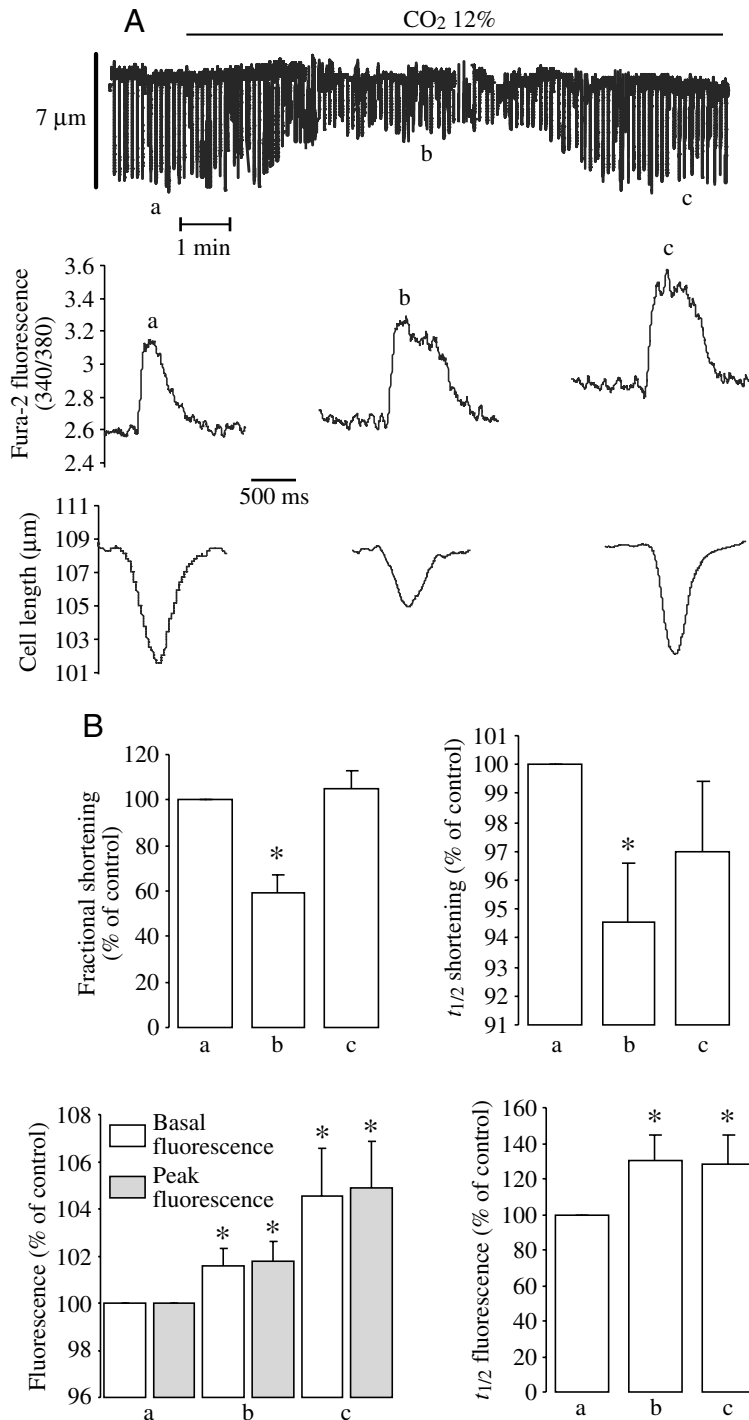 A
CO2 12%
7 µm
a
b
c
1 min
Fura-2 fluorescence
(340/380)
3.6
3.4
3.2
3
2.8
2.6
2.4
a
b
c
500 ms
Cell length (µm)
111
109
107
105
103
101
B
Fractional shortening
(% of control)
120
100
80
60
40
20
0
*
a
b
c
t1/2 shortening (% of control)
101
100
99
98
97
96
95
94
93
92
91
*
a
b
c
Fluorescence (% of control)
108
106
104
102
100
98
96
Basal
fluorescence
Peak
fluorescence
* *
* *
a
b
c
t1/2 fluorescence (% of control)
160
140
120
100
80
60
40
20
0
*
*
a
b
c